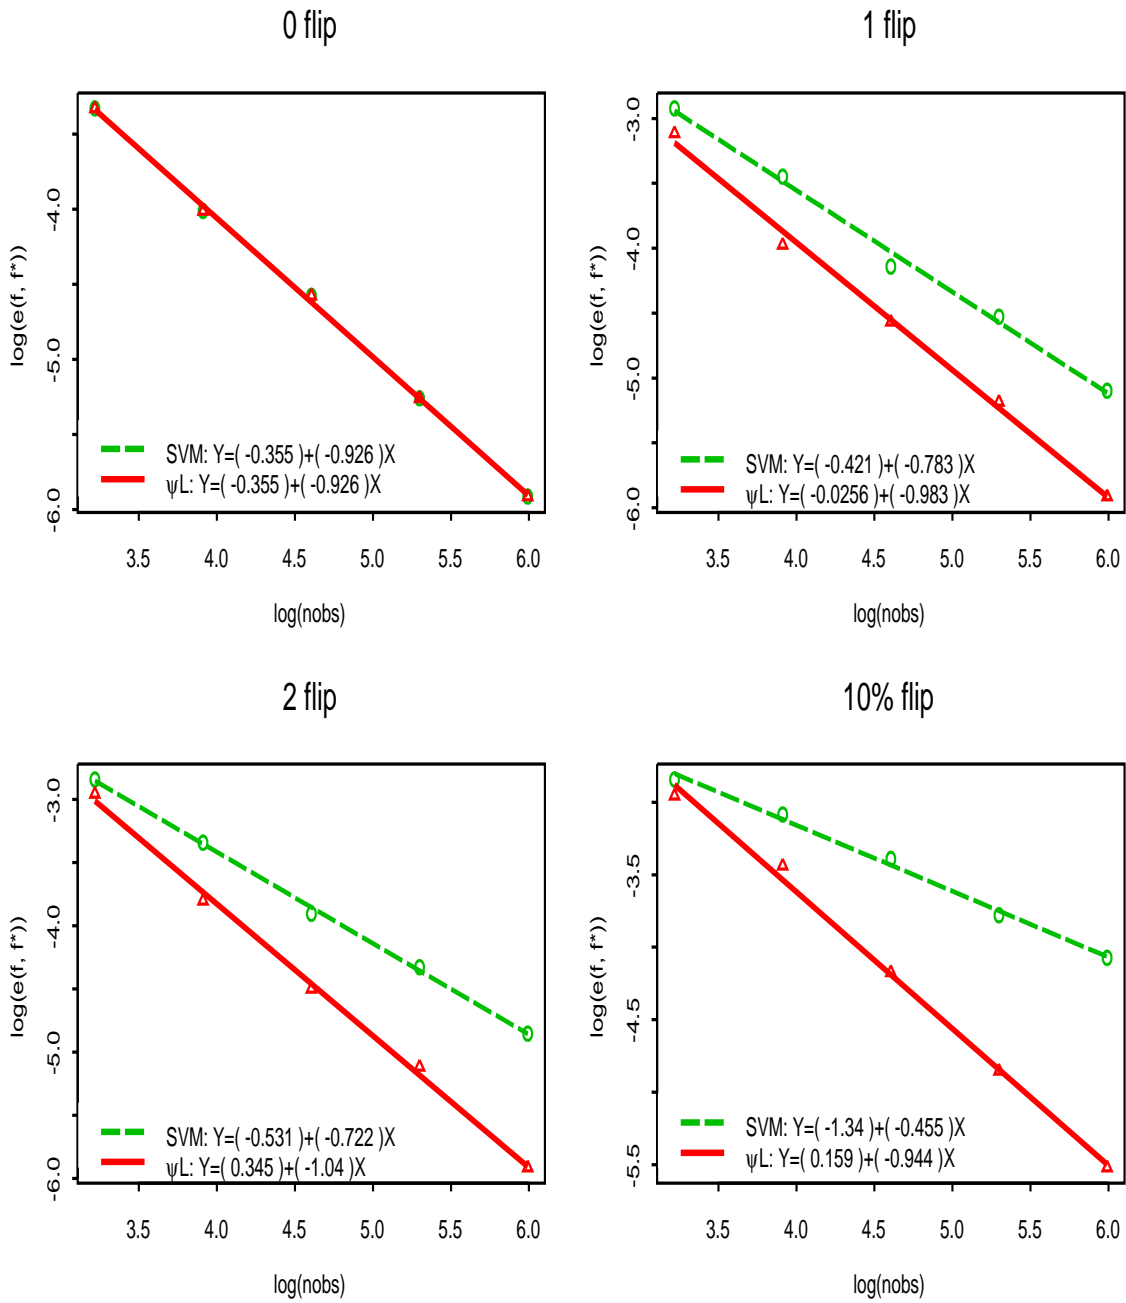 0 flip
log(e(f, f*))
-4.0
-5.0
-6.0
SVM: Y=( -0.355 )+( -0.926 )X
ψL: Y=( -0.355 )+( -0.926 )X
3.5 4.0 4.5 5.0 5.5 6.0
log(nobs)
1 flip
log(e(f, f*))
-3.0
-4.0
-5.0
-6.0
SVM: Y=( -0.421 )+( -0.783 )X
ψL: Y=( -0.0256 )+( -0.983 )X
3.5 4.0 4.5 5.0 5.5 6.0
log(nobs)
2 flip
log(e(f, f*))
-3.0
-4.0
-5.0
-6.0
SVM: Y=( -0.531 )+( -0.722 )X
ψL: Y=( 0.345 )+( -1.04 )X
3.5 4.0 4.5 5.0 5.5 6.0
log(nobs)
10% flip
log(e(f, f*))
-3.5
-4.5
-5.5
SVM: Y=( -1.34 )+( -0.455 )X
ψL: Y=( 0.159 )+( -0.944 )X
3.5 4.0 4.5 5.0 5.5 6.0
log(nobs)